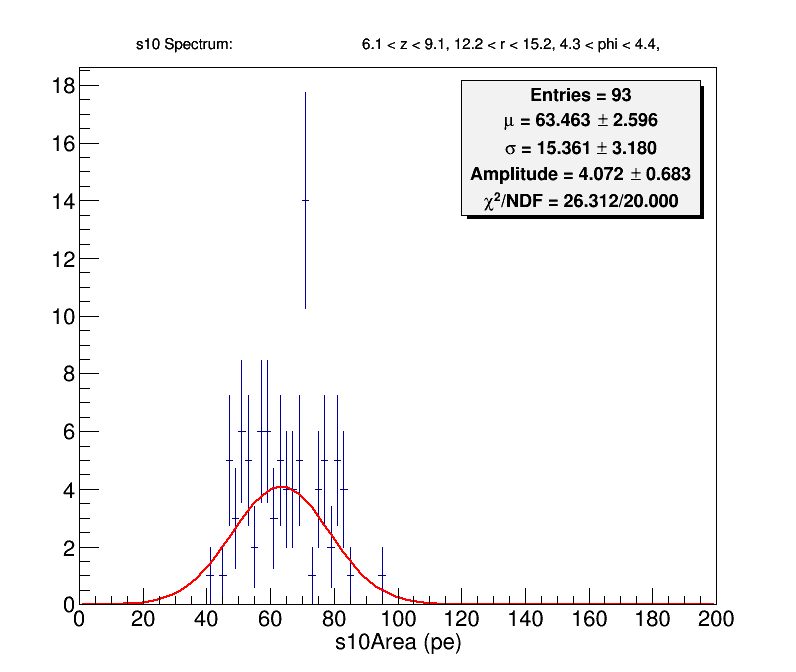 s10 Spectrum: 6.1 < z < 9.1, 12.2 < r < 15.2, 4.3 < phi < 4.4,
Entries = 93
μ = 63.463 ± 2.596
σ = 15.361 ± 3.180
Amplitude = 4.072 ± 0.683
χ²/NDF = 26.312/20.000
18
16
14
12
10
8
6
4
2
0
0 20 40 60 80 100 120 140 160 180 200
s10Area (pe)